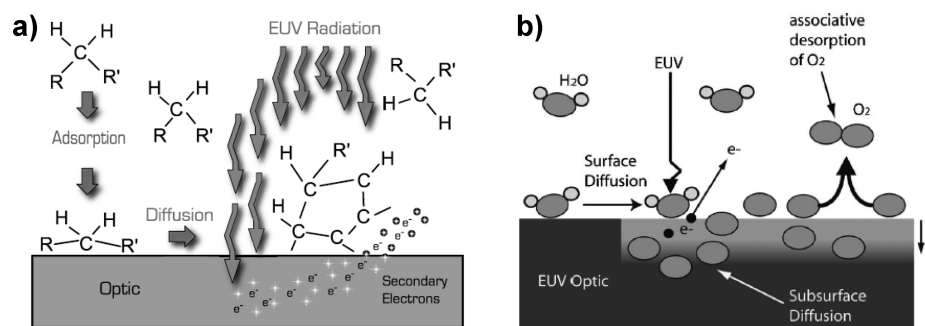 a)
H H
C
R R'
Adsorption
H H
C
R R'
Diffusion
H H
C
R R'
EUV Radiation
R R'
C
H H
H R'
C C
H C
C C
Optic
e- e- e- e- e- e- e- e- e- e-
Secondary
Electrons
b)
H2O
EUV
associative
desorption
of O2
O2
e-
Surface
Diffusion
e-
EUV Optic
Subsurface
Diffusion